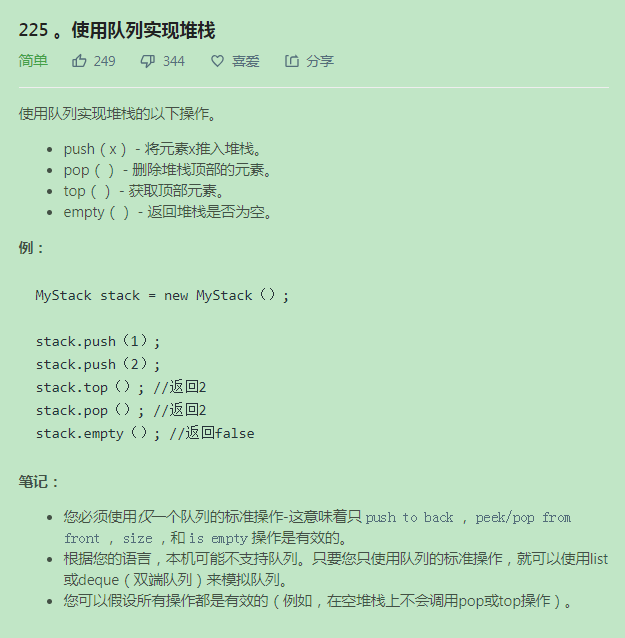 225 。使用队列实现堆栈
简单 249 344 喜爱 分享
使用队列实现堆栈的以下操作。
• push（x） - 将元素x推入堆栈。
• pop（ ） - 删除堆栈顶部的元素。
• top（ ） - 获取顶部元素。
• empty（ ） - 返回堆栈是否为空。
例：
MyStack stack = new MyStack（）;
stack.push（1）;
stack.push（2）;
stack.top（）; //返回2
stack.pop（）; //返回2
stack.empty（）; //返回false
笔记：
• 您必须使用仅一个队列的标准操作-这意味着只 push to back ， peek/pop from
front ， size ，和 is empty 操作是有效的。
• 根据您的语言，本机可能不支持队列。只要您只使用队列的标准操作，就可以使用list
或deque（双端队列）来模拟队列。
• 您可以假设所有操作都是有效的（例如，在空堆栈上不会调用pop或top操作）。